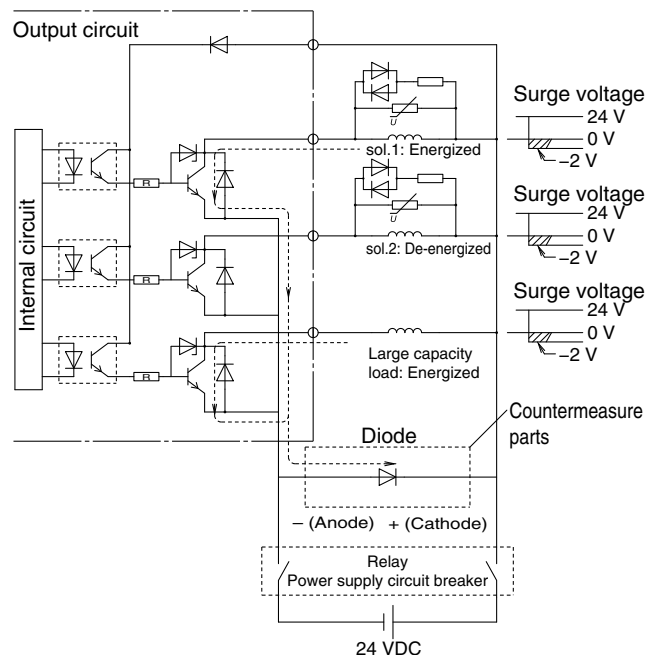 Output circuit
Internal circuit
R
R
R
U
sol.1: Energized
U
sol.2: De-energized
Large capacity
load: Energized
Surge voltage
24 V
0 V
−2 V
Surge voltage
24 V
0 V
−2 V
Surge voltage
24 V
0 V
−2 V
Countermeasure
parts
Diode
− (Anode) + (Cathode)
Relay
Power supply circuit breaker
24 VDC